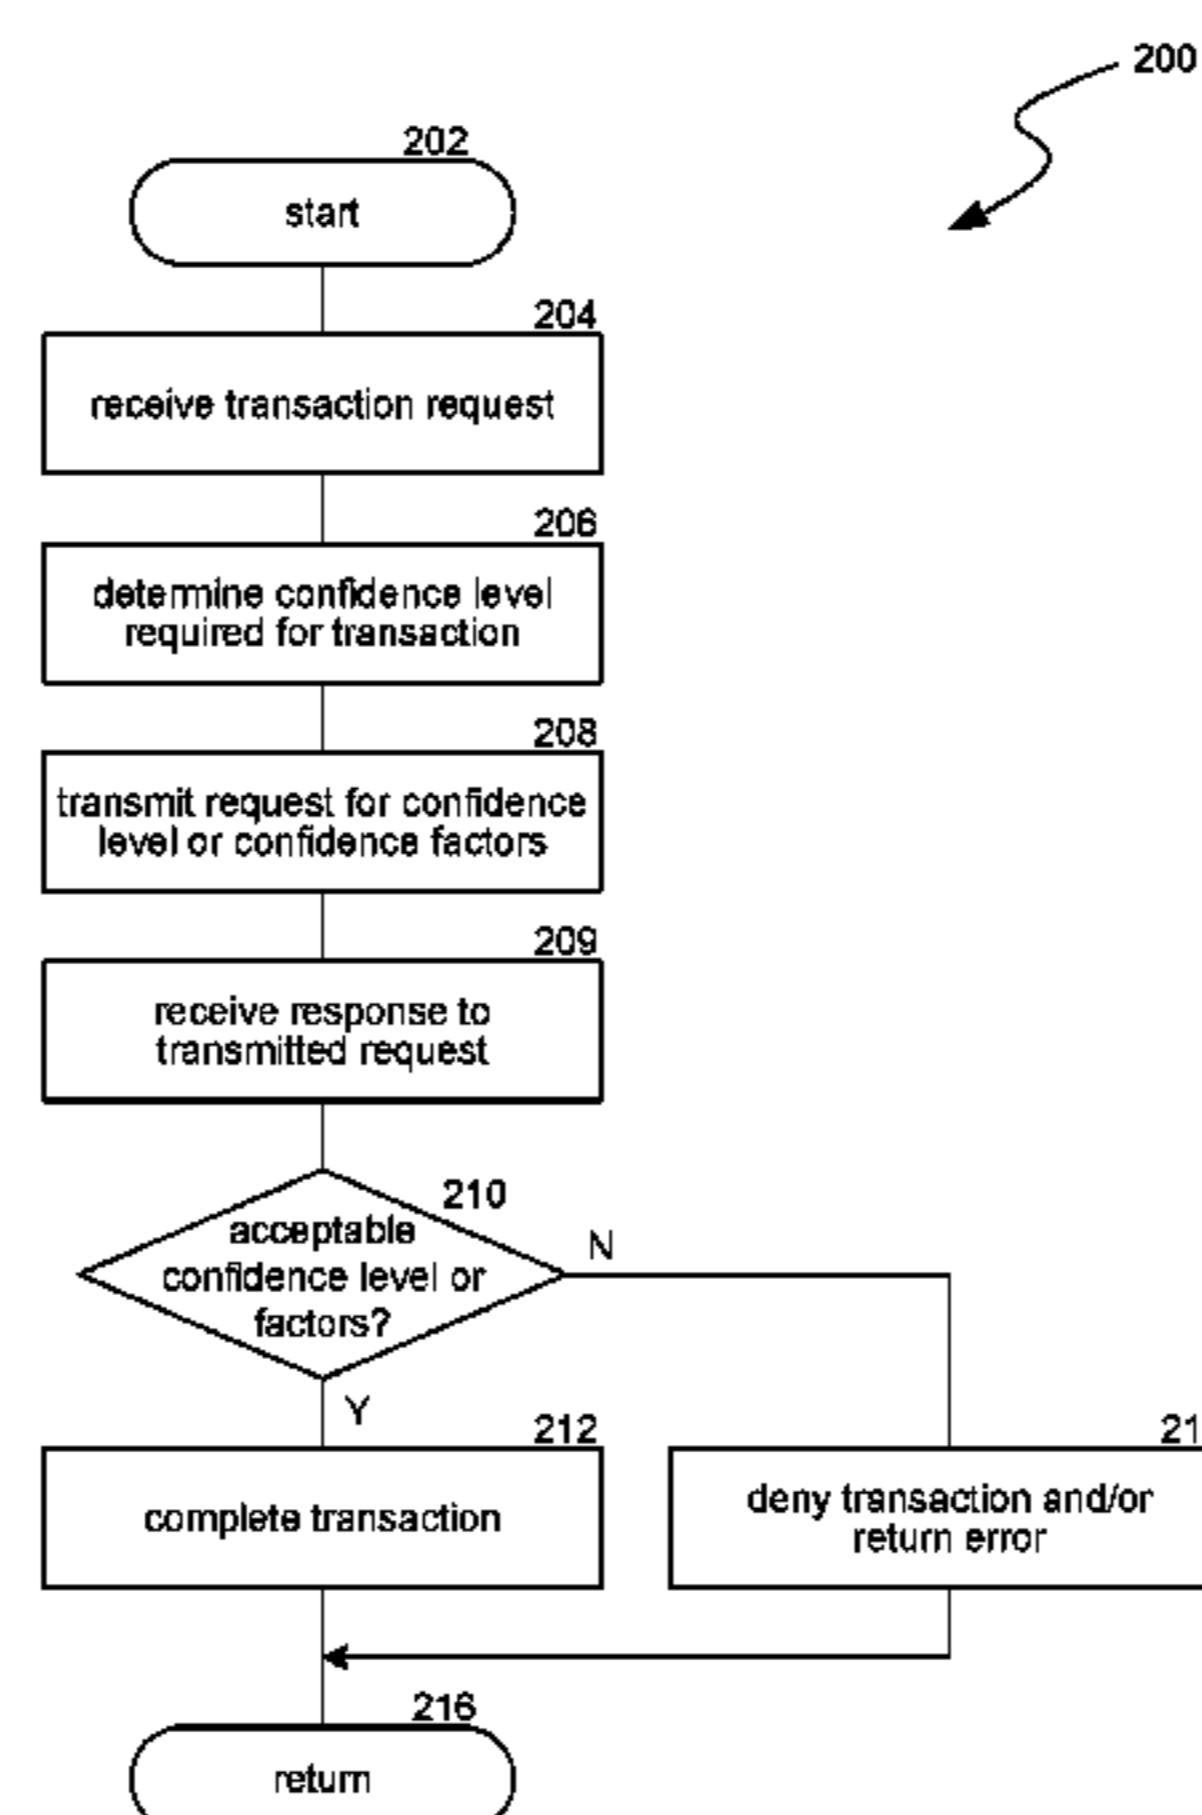 200
202
start
204
receive transaction request
206
determine confidence level
required for transaction
208
transmit request for confidence
level or confidence factors
209
receive response to
transmitted request
210
acceptable
confidence level or
factors?
N
Y
212
complete transaction
21
deny transaction and/or
return error
216
return